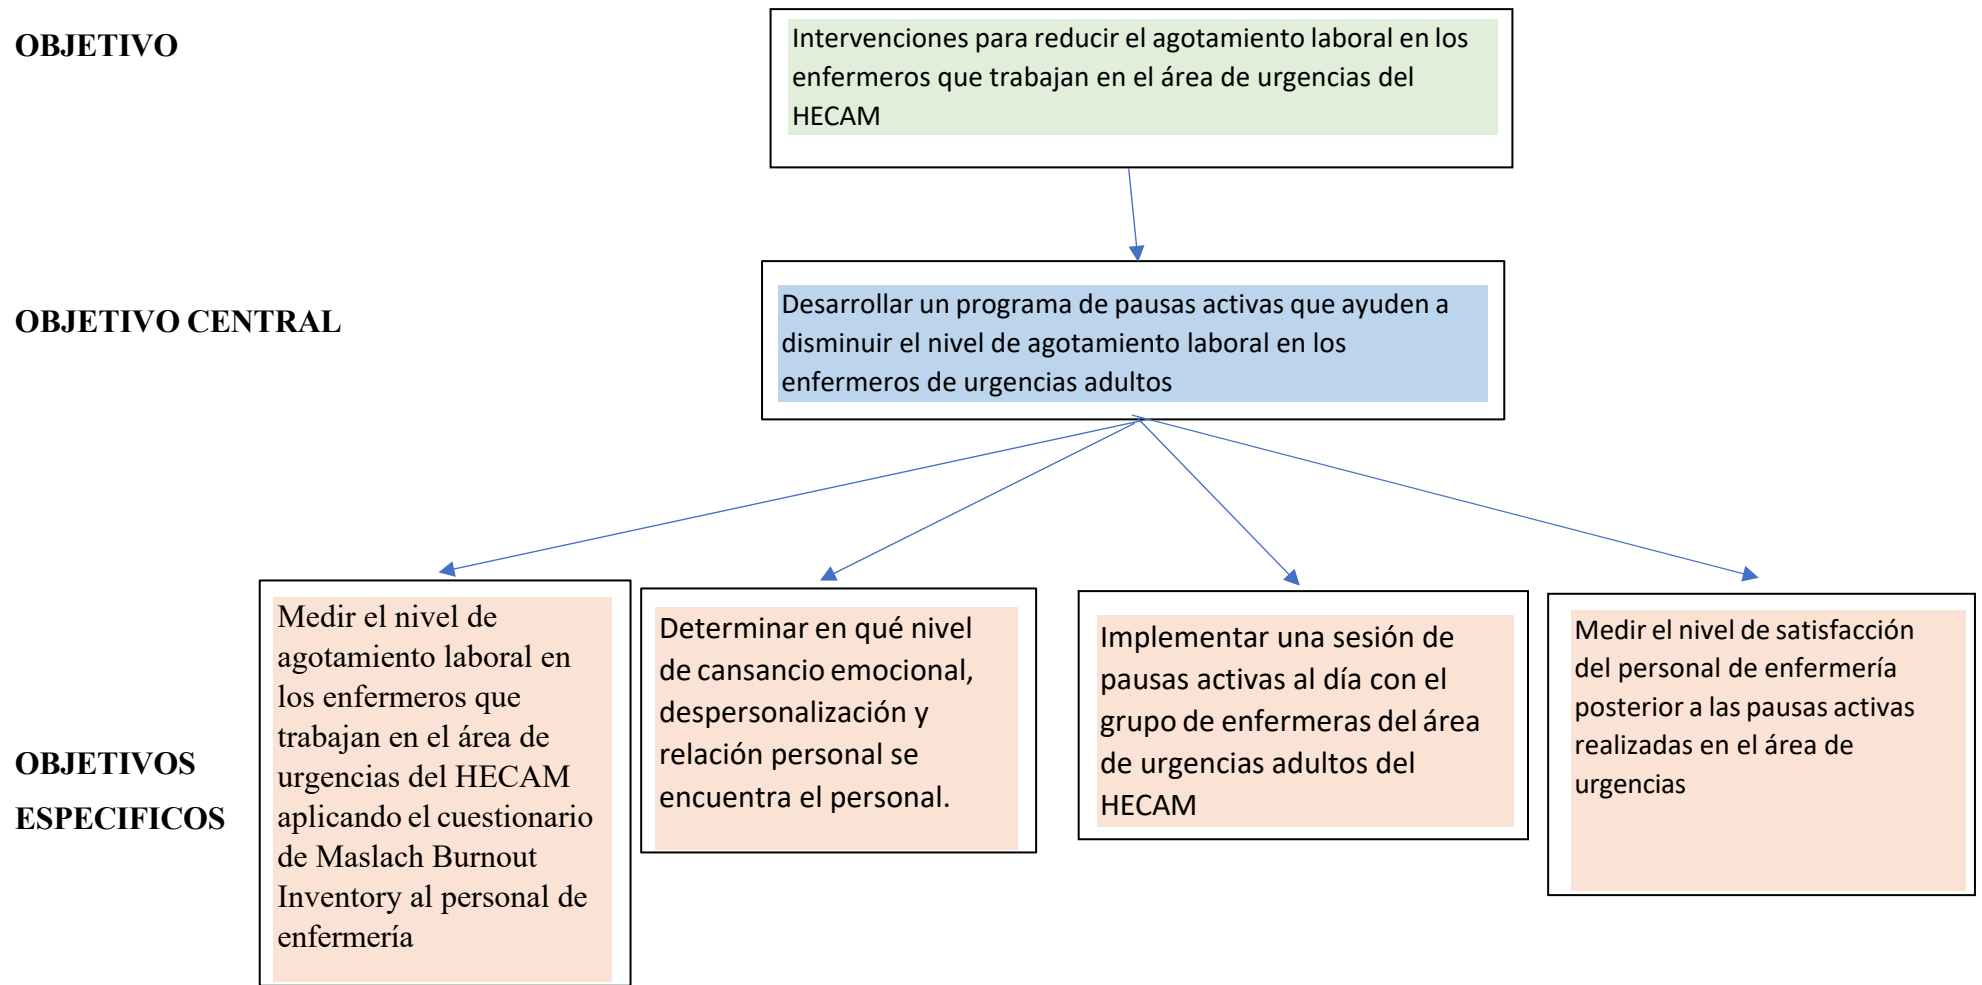 OBJETIVO
Intervenciones para reducir el agotamiento laboral en los
enfermeros que trabajan en el área de urgencias del
HECAM
OBJETIVO CENTRAL
Desarrollar un programa de pausas activas que ayuden a
disminuir el nivel de agotamiento laboral en los
enfermeros de urgencias adultos
OBJETIVOS
ESPECIFICOS
Medir el nivel de
agotamiento laboral en
los enfermeros que
trabajan en el área de
urgencias del HECAM
aplicando el cuestionario
de Maslach Burnout
Inventory al personal de
enfermería
Determinar en qué nivel
de cansancio emocional,
despersonalización y
relación personal se
encuentra el personal.
Implementar una sesión de
pausas activas al día con el
grupo de enfermeras del área
de urgencias adultos del
HECAM
Medir el nivel de satisfacción
del personal de enfermería
posterior a las pausas activas
realizadas en el área de
urgencias